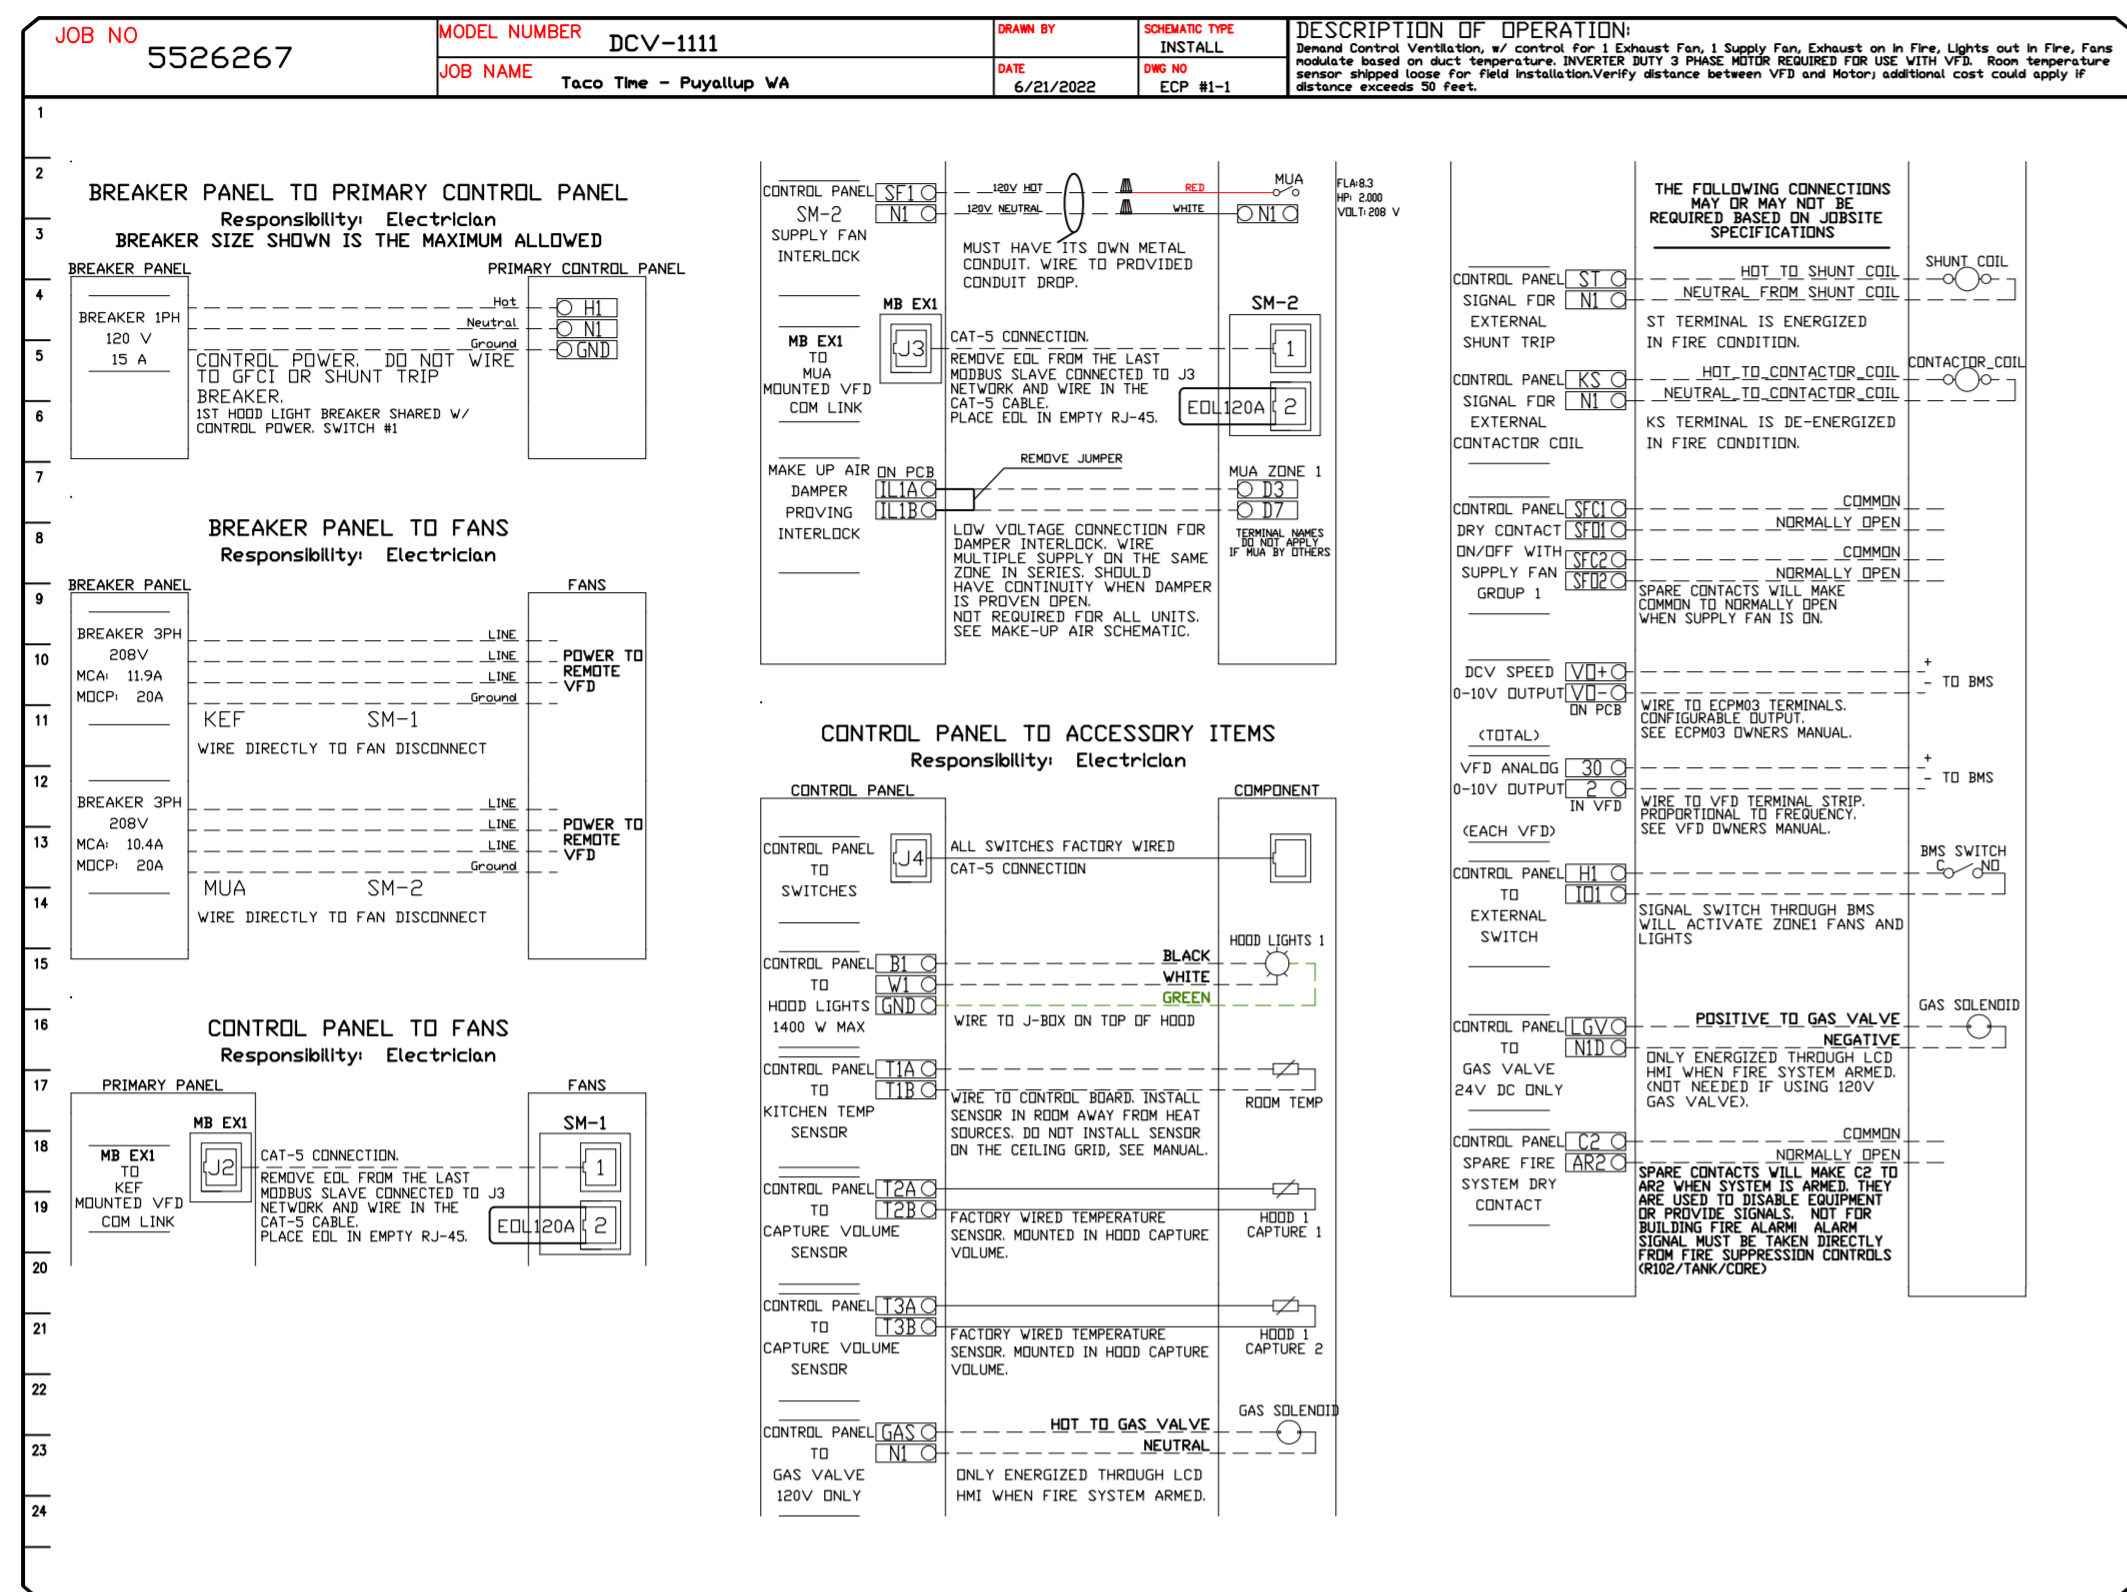 JOB NO
5526267
MODEL NUMBER
DCV-1111
JOB NAME
Taco Time - Puyallup WA
DRAWN BY
DATE
6/21/2022
SCHEMATIC TYPE
INSTALL
DWG NO
ECP #1-1
DESCRIPTION OF OPERATION:
Demand Control Ventilation, w/ control for 1 Exhaust Fan, 1 Supply Fan, Exhaust on in Fire, Lights out in Fire, Fans
modulate based on duct temperature. INVERTER DUTY 3 PHASE MOTOR REQUIRED FOR USE WITH VFD. Room temperature
sensor shipped loose for field installation.Verify distance between VFD and Motor; additional cost could apply if
distance exceeds 50 feet.
1
2
3
4
5
6
7
8
9
10
11
12
13
14
15
16
17
18
19
20
21
22
23
24
BREAKER PANEL TO PRIMARY CONTROL PANEL
Responsibility: Electrician
BREAKER SIZE SHOWN IS THE MAXIMUM ALLOWED
BREAKER PANEL
PRIMARY CONTROL PANEL
BREAKER 1PH
120 V
15 A
Hot
H1
Neutral
N1
Ground
GND
CONTROL POWER. DO NOT WIRE
TO GFCI OR SHUNT TRIP
BREAKER.
1ST HOOD LIGHT BREAKER SHARED W/
CONTROL POWER. SWITCH #1
BREAKER PANEL TO FANS
Responsibility: Electrician
BREAKER PANEL
FANS
BREAKER 3PH
208V
MCA: 11.9A
MOCP: 20A
LINE
LINE
LINE
Ground
POWER TO
REMOTE
VFD
KEF
SM-1
WIRE DIRECTLY TO FAN DISCONNECT
BREAKER 3PH
208V
MCA: 10.4A
MOCP: 20A
LINE
LINE
LINE
Ground
POWER TO
REMOTE
VFD
MUA
SM-2
WIRE DIRECTLY TO FAN DISCONNECT
CONTROL PANEL TO FANS
Responsibility: Electrician
PRIMARY PANEL
FANS
MB EX1
TO
KEF
MOUNTED VFD
COM LINK
MB EX1
J2
CAT-5 CONNECTION.
REMOVE EOL FROM THE LAST
MODBUS SLAVE CONNECTED TO J3
NETWORK AND WIRE IN THE
CAT-5 CABLE.
PLACE EOL IN EMPTY RJ-45.
SM-1
1
EOL120A
2
CONTROL PANEL
SM-2
SUPPLY FAN
INTERLOCK
SF1
N1
120V HOT
120V NEUTRAL
RED
WHITE
MUA
N1
FLA:8.3
HP: 2.000
VOLT:208 V
MUST HAVE ITS OWN METAL
CONDUIT. WIRE TO PROVIDED
CONDUIT DROP.
MB EX1
TO
MUA
MOUNTED VFD
COM LINK
MB EX1
J3
CAT-5 CONNECTION.
REMOVE EOL FROM THE LAST
MODBUS SLAVE CONNECTED TO J3
NETWORK AND WIRE IN THE
CAT-5 CABLE.
PLACE EOL IN EMPTY RJ-45.
SM-2
1
EOL120A
2
MAKE UP AIR
DAMPER
PROVING
INTERLOCK
ON PCB
IL1A
IL1B
REMOVE JUMPER
MUA ZONE 1
D3
D7
TERMINAL NAMES
DO NOT APPLY
IF MUA BY OTHERS
LOW VOLTAGE CONNECTION FOR
DAMPER INTERLOCK. WIRE
MULTIPLE SUPPLY ON THE SAME
ZONE IN SERIES. SHOULD
HAVE CONTINUITY WHEN DAMPER
IS PROVEN OPEN.
NOT REQUIRED FOR ALL UNITS.
SEE MAKE-UP AIR SCHEMATIC.
CONTROL PANEL TO ACCESSORY ITEMS
Responsibility: Electrician
CONTROL PANEL
COMPONENT
CONTROL PANEL
TO
SWITCHES
J4
ALL SWITCHES FACTORY WIRED
CAT-5 CONNECTION
CONTROL PANEL
TO
HOOD LIGHTS
1400 W MAX
B1
W1
GND
BLACK
WHITE
GREEN
HOOD LIGHTS 1
WIRE TO J-BOX ON TOP OF HOOD
CONTROL PANEL
TO
KITCHEN TEMP
SENSOR
T1A
T1B
WIRE TO CONTROL BOARD. INSTALL
SENSOR IN ROOM AWAY FROM HEAT
SOURCES. DO NOT INSTALL SENSOR
ON THE CEILING GRID, SEE MANUAL.
ROOM TEMP
CONTROL PANEL
TO
CAPTURE VOLUME
SENSOR
T2A
T2B
FACTORY WIRED TEMPERATURE
SENSOR. MOUNTED IN HOOD CAPTURE
VOLUME.
HOOD 1
CAPTURE 1
CONTROL PANEL
TO
CAPTURE VOLUME
SENSOR
T3A
T3B
FACTORY WIRED TEMPERATURE
SENSOR. MOUNTED IN HOOD CAPTURE
VOLUME.
HOOD 1
CAPTURE 2
CONTROL PANEL
TO
GAS VALVE
120V ONLY
GAS
N1
HOT TO GAS VALVE
NEUTRAL
GAS SOLENOID
ONLY ENERGIZED THROUGH LCD
HMI WHEN FIRE SYSTEM ARMED.
THE FOLLOWING CONNECTIONS
MAY OR MAY NOT BE
REQUIRED BASED ON JOBSITE
SPECIFICATIONS
CONTROL PANEL
SIGNAL FOR
EXTERNAL
SHUNT TRIP
ST
N1
HOT TO SHUNT COIL
NEUTRAL FROM SHUNT COIL
SHUNT COIL
ST TERMINAL IS ENERGIZED
IN FIRE CONDITION.
CONTROL PANEL
SIGNAL FOR
EXTERNAL
CONTACTOR COIL
KS
N1
HOT TO CONTACTOR COIL
NEUTRAL TO CONTACTOR COIL
CONTACTOR COIL
KS TERMINAL IS DE-ENERGIZED
IN FIRE CONDITION.
CONTROL PANEL
DRY CONTACT
ON/OFF WITH
SUPPLY FAN
GROUP 1
SFC1
SFO1
SFC2
SFO2
COMMON
NORMALLY OPEN
COMMON
NORMALLY OPEN
SPARE CONTACTS WILL MAKE
COMMON TO NORMALLY OPEN
WHEN SUPPLY FAN IS ON.
DCV SPEED
0-10V OUTPUT
(TOTAL)
VO+
VO-
ON PCB
+
- TO BMS
WIRE TO ECPM03 TERMINALS.
CONFIGURABLE OUTPUT.
SEE ECPM03 OWNERS MANUAL.
VFD ANALOG
0-10V OUTPUT
(EACH VFD)
30
2
IN VFD
+
- TO BMS
WIRE TO VFD TERMINAL STRIP.
PROPORTIONAL TO FREQUENCY.
SEE VFD OWNERS MANUAL.
CONTROL PANEL
TO
EXTERNAL
SWITCH
H1
IO1
BMS SWITCH
C
NO
SIGNAL SWITCH THROUGH BMS
WILL ACTIVATE ZONE1 FANS AND
LIGHTS
CONTROL PANEL
TO
GAS VALVE
24V DC ONLY
LGV
N1D
POSITIVE TO GAS VALVE
NEGATIVE
GAS SOLENOID
ONLY ENERGIZED THROUGH LCD
HMI WHEN FIRE SYSTEM ARMED.
(NOT NEEDED IF USING 120V
GAS VALVE).
CONTROL PANEL
SPARE FIRE
SYSTEM DRY
CONTACT
C2
AR2
COMMON
NORMALLY OPEN
SPARE CONTACTS WILL MAKE C2 TO
AR2 WHEN SYSTEM IS ARMED. THEY
ARE USED TO DISABLE EQUIPMENT
OR PROVIDE SIGNALS. NOT FOR
BUILDING FIRE ALARM! ALARM
SIGNAL MUST BE TAKEN DIRECTLY
FROM FIRE SUPPRESSION CONTROLS
(R102/TANK/CORE)